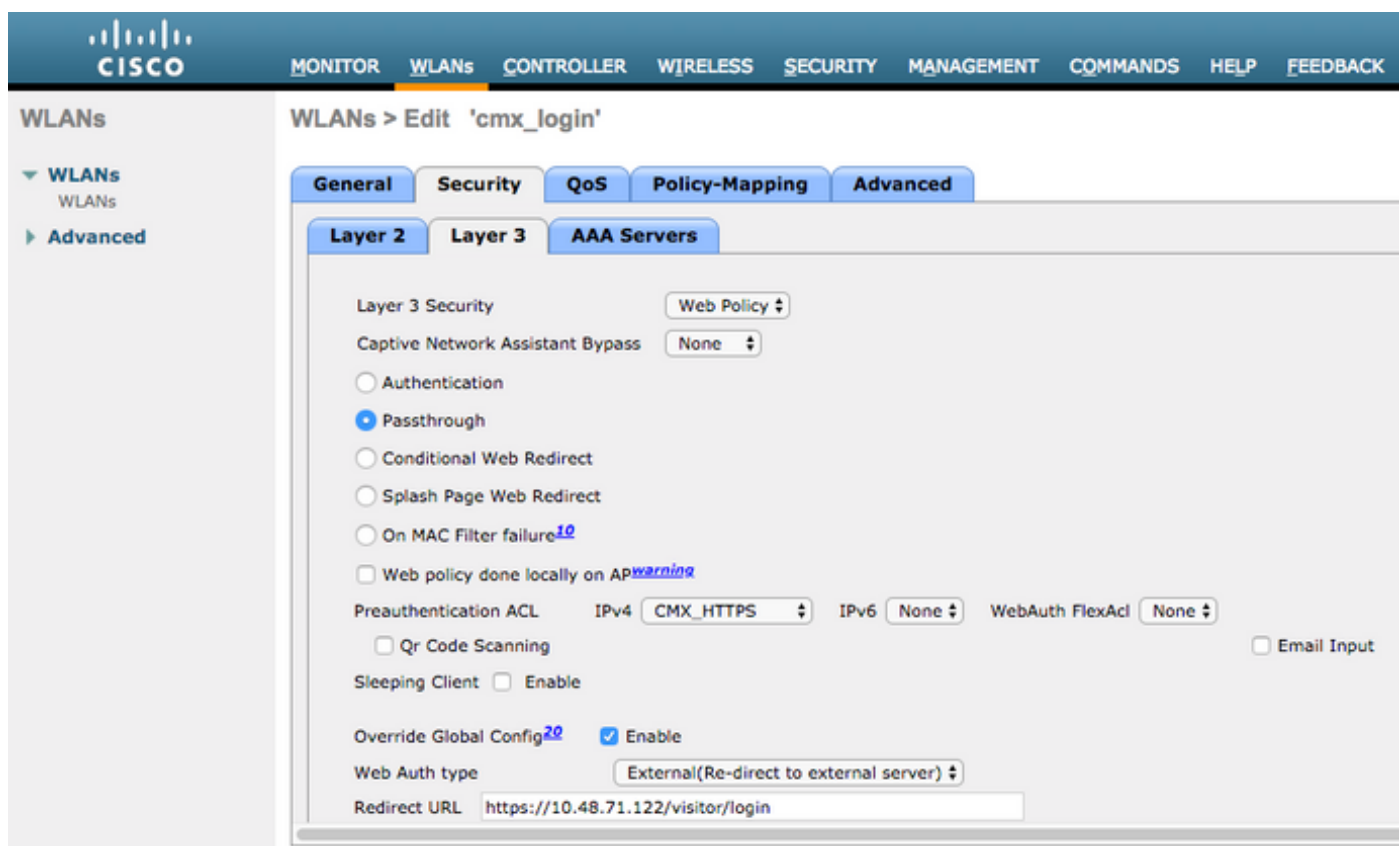 CISCO
MONITOR WLANs CONTROLLER WIRELESS SECURITY MANAGEMENT COMMANDS HELP FEEDBACK
WLANs
WLANs > Edit 'cmx_login'
WLANs
WLANs
Advanced
General Security QoS Policy-Mapping Advanced
Layer 2 Layer 3 AAA Servers
Layer 3 Security Web Policy
Captive Network Assistant Bypass None
Authentication
Passthrough
Conditional Web Redirect
Splash Page Web Redirect
On MAC Filter failure10
Web policy done locally on APwarning
Preauthentication ACL IPv4 CMX_HTTPS IPv6 None WebAuth FlexAcl None
Qr Code Scanning Email Input
Sleeping Client Enable
Override Global Config20 Enable
Web Auth type External(Re-direct to external server)
Redirect URL https://10.48.71.122/visitor/login